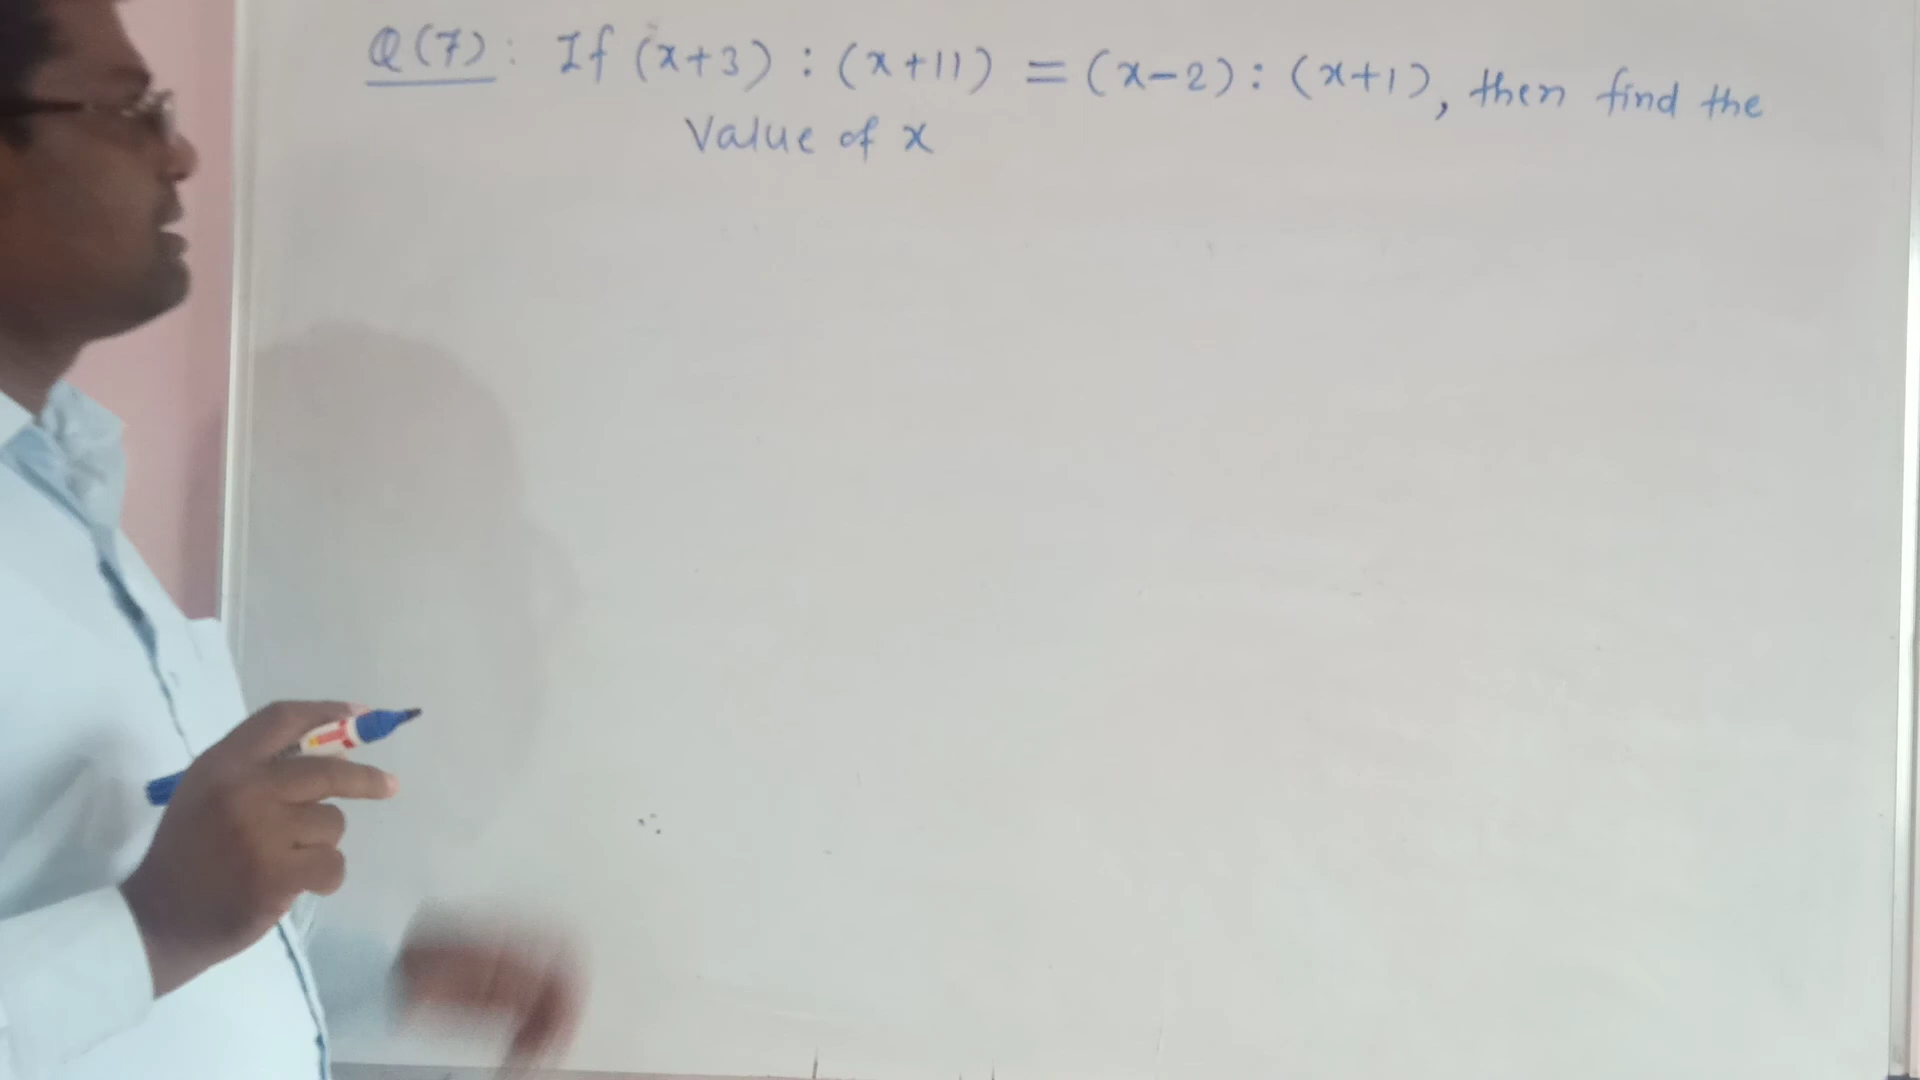 Q(7): If (x+3) : (x+11) = (x-2) : (x+1), then find the
Value of x